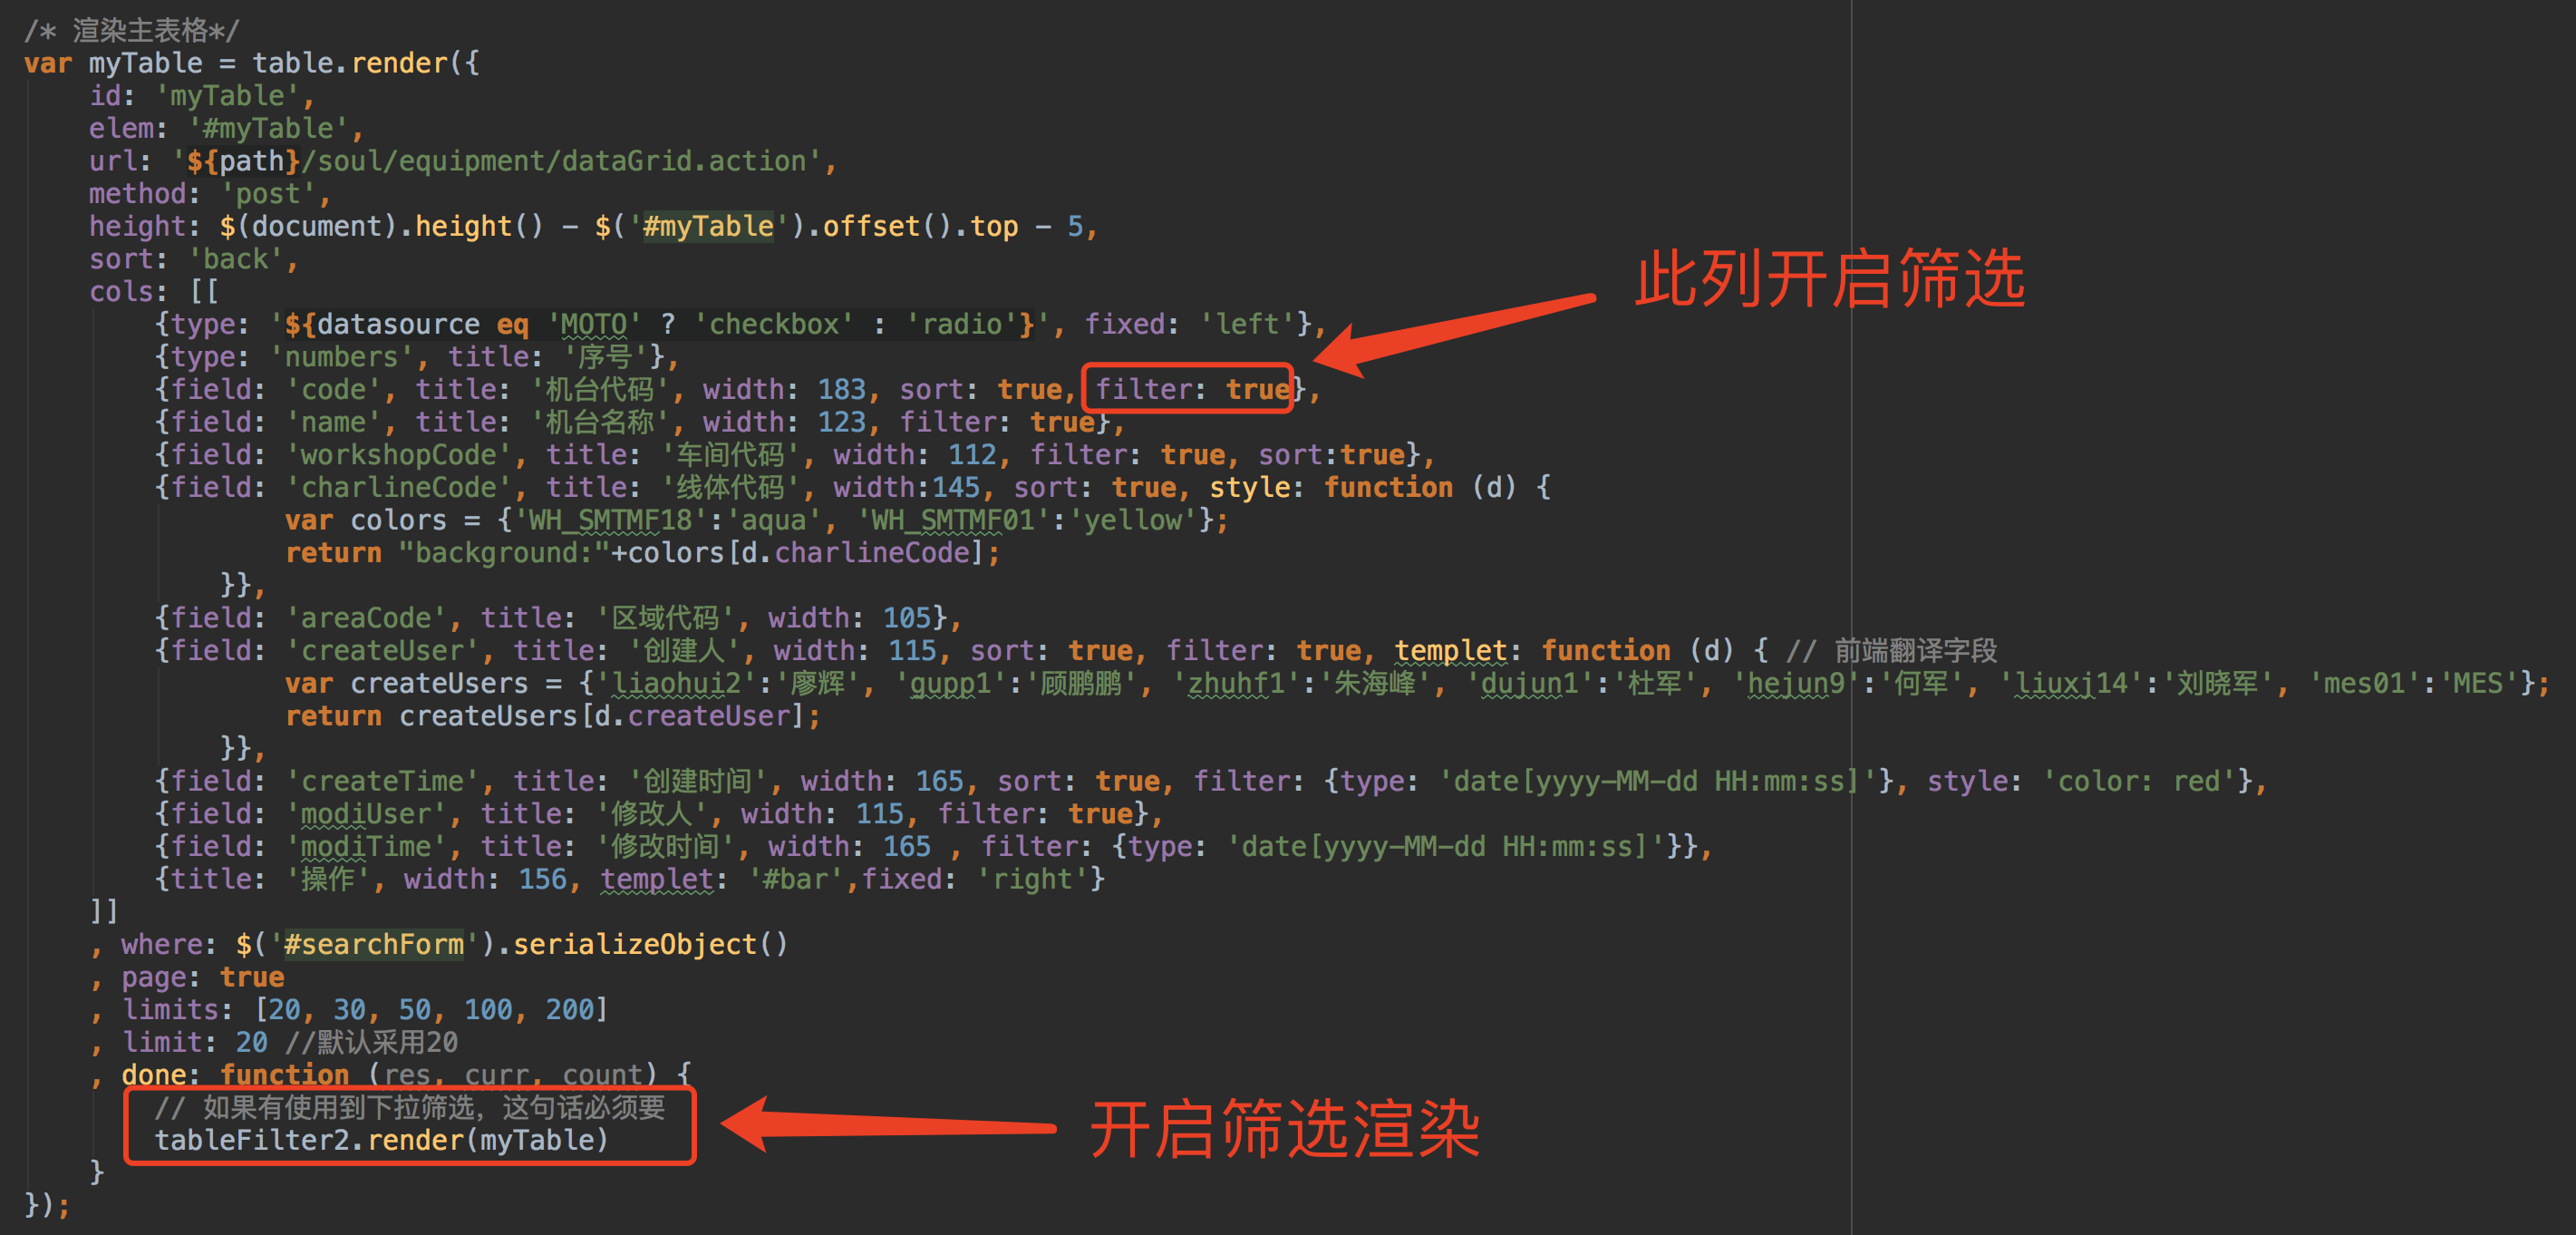 /* 渲染主表格*/
var myTable = table.render({
id: 'myTable',
elem: '#myTable',
url: '${path}/soul/equipment/dataGrid.action',
method: 'post',
height: $(document).height() - $('#myTable').offset().top - 5,
sort: 'back',
cols: [[
此列开启筛选
{type: '${datasource eq 'MOTO' ? 'checkbox' : 'radio'}', fixed: 'left'},
{type: 'numbers', title: '序号'},
{field: 'code', title: '机台代码', width: 183, sort: true, filter: true},
{field: 'name', title: '机台名称', width: 123, filter: true},
{field: 'workshopCode', title: '车间代码', width: 112, filter: true, sort:true},
{field: 'charlineCode', title: '线体代码', width:145, sort: true, style: function (d) {
var colors = {'WH_SMTMF18':'aqua', 'WH_SMTMF01':'yellow'};
return "background:"+colors[d.charlineCode];
}},
{field: 'areaCode', title: '区域代码', width: 105},
{field: 'createUser', title: '创建人', width: 115, sort: true, filter: true, templet: function (d) { // 前端翻译字段
var createUsers = {'liaohui2':'廖辉', 'gupp1':'顾鹏鹏', 'zhuhf1':'朱海峰', 'dujun1':'杜军', 'hejun9':'何军', 'liuxj14':'刘晓军', 'mes01':'MES'};
return createUsers[d.createUser];
}},
{field: 'createTime', title: '创建时间', width: 165, sort: true, filter: {type: 'date[yyyy-MM-dd HH:mm:ss]'}, style: 'color: red'},
{field: 'modiUser', title: '修改人', width: 115, filter: true},
{field: 'modiTime', title: '修改时间', width: 165 , filter: {type: 'date[yyyy-MM-dd HH:mm:ss]'}},
{title: '操作', width: 156, templet: '#bar',fixed: 'right'}
]]
, where: $('#searchForm').serializeObject()
, page: true
, limits: [20, 30, 50, 100, 200]
, limit: 20 //默认采用20
, done: function (res, curr, count) {
// 如果有使用到下拉筛选，这句话必须要
tableFilter2.render(myTable)
开启筛选渲染
}
});